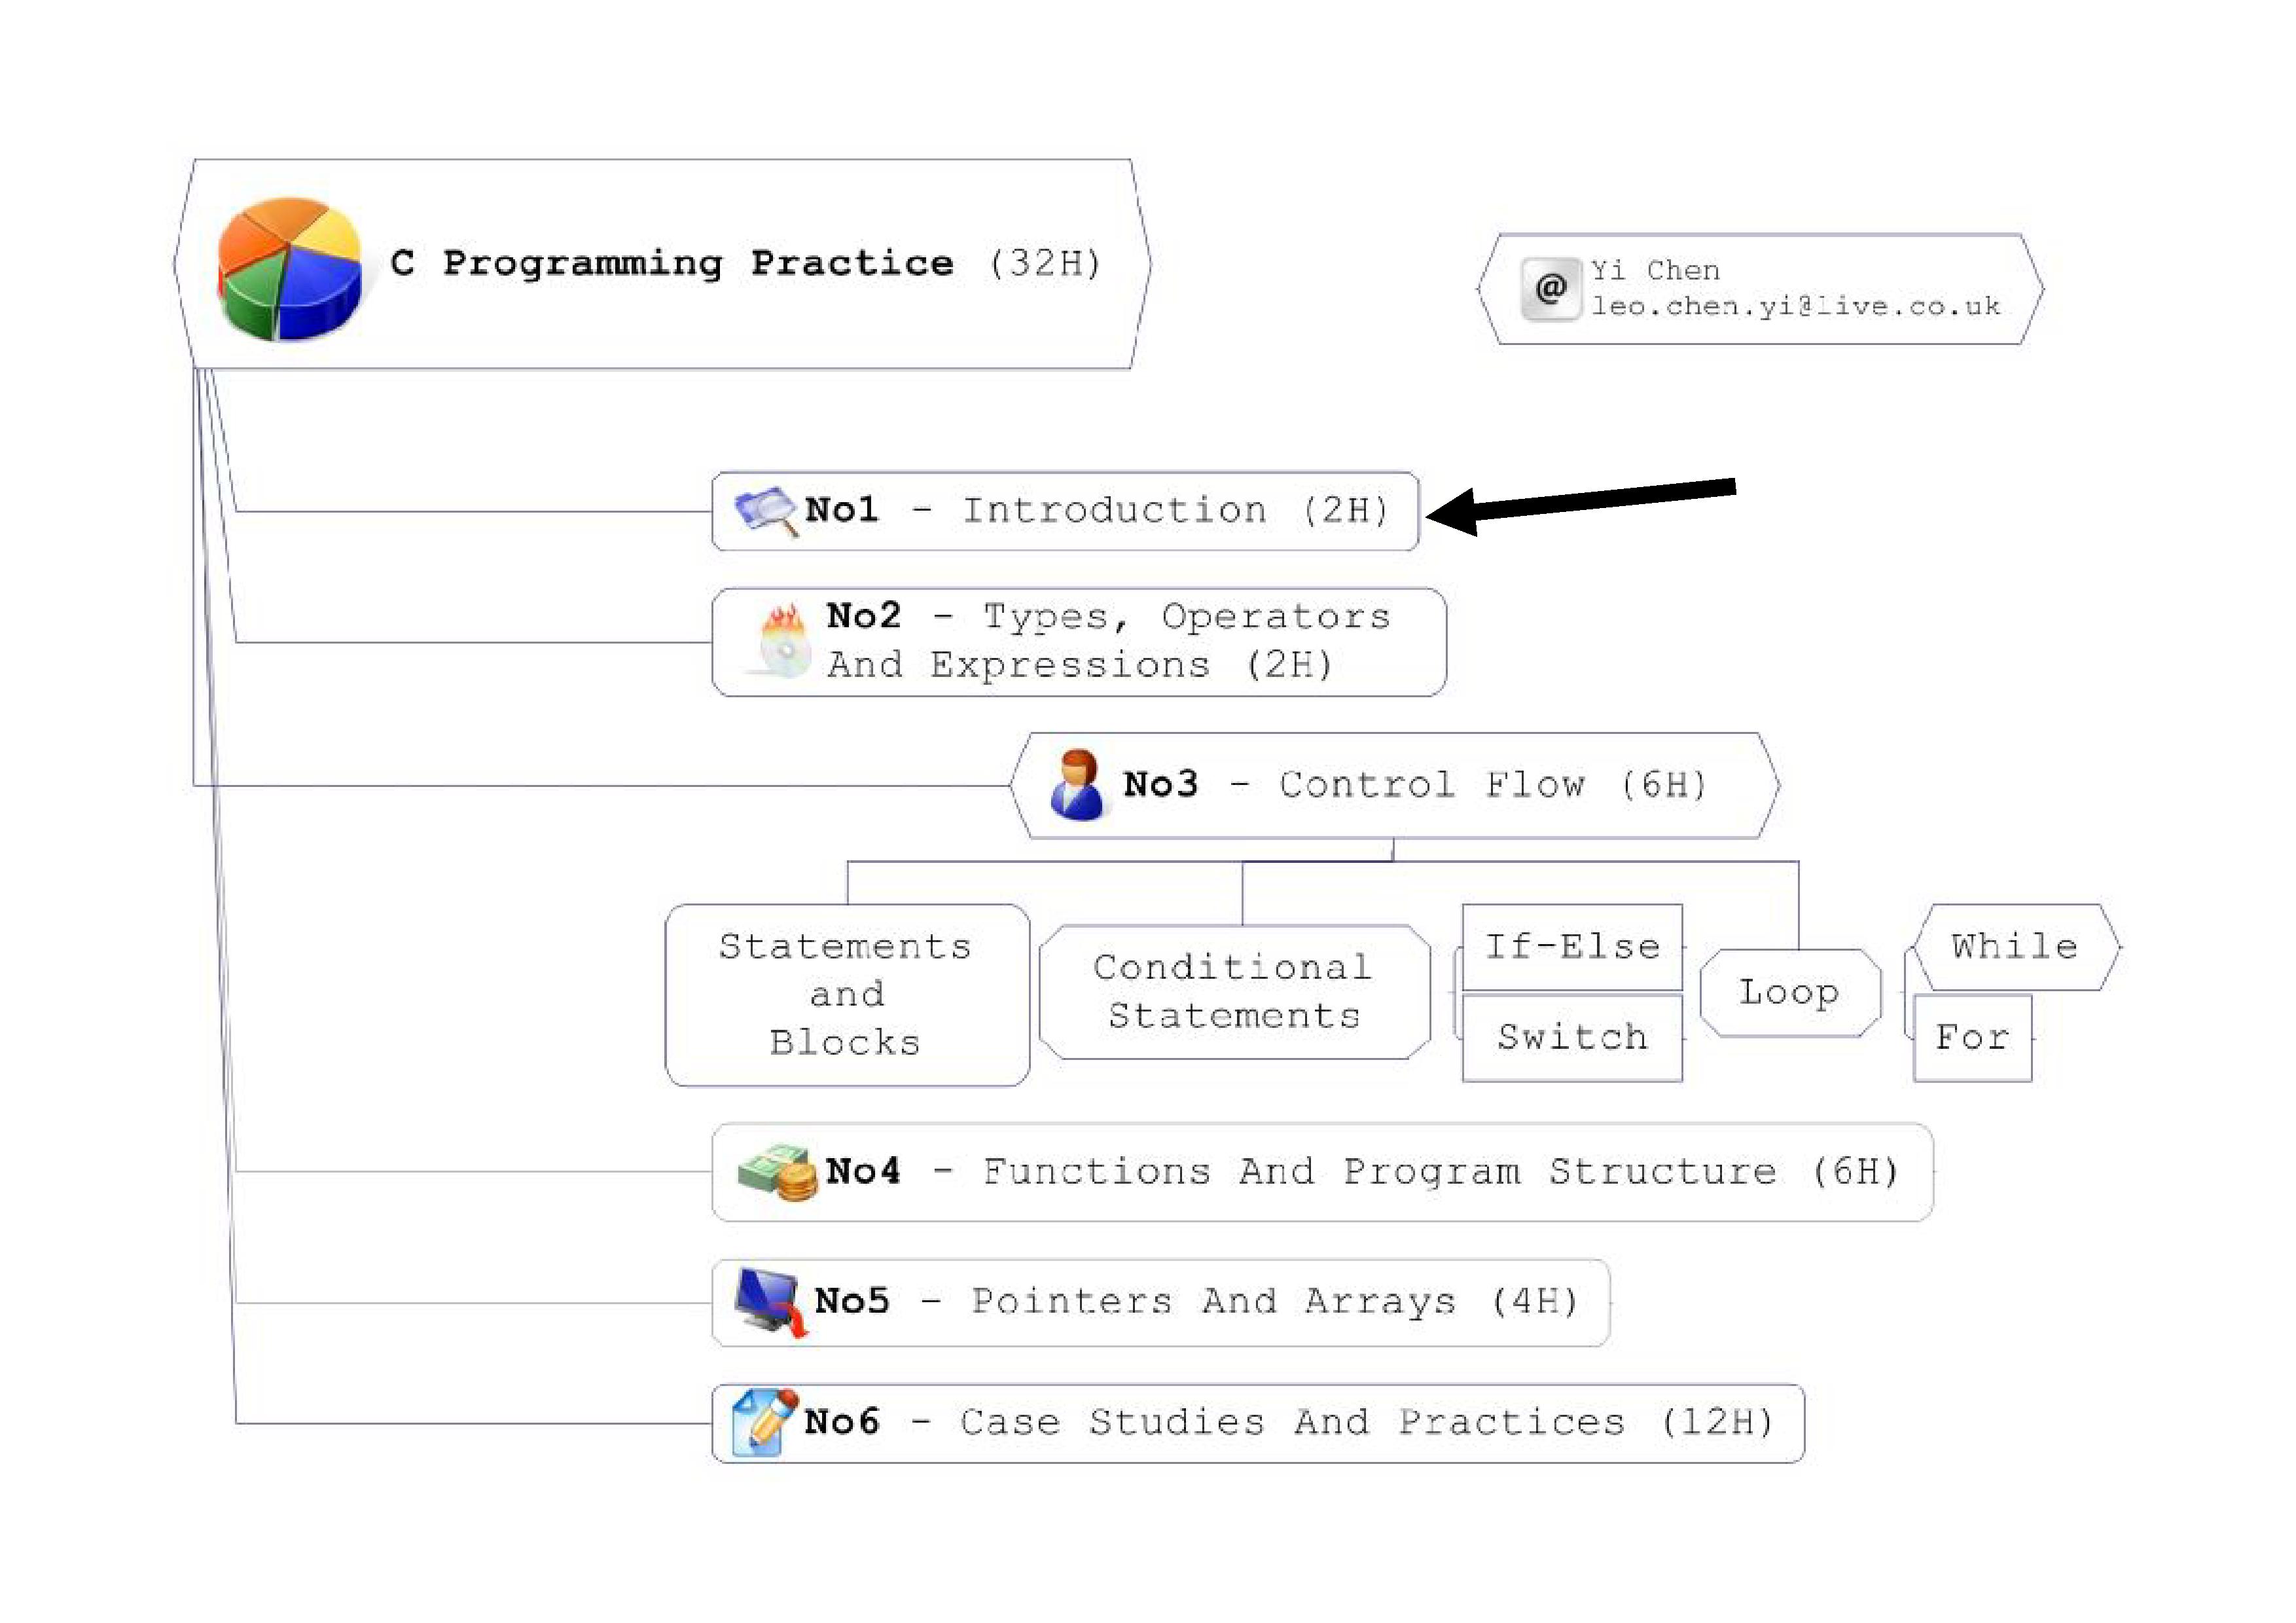 C Programming Practice (32H)
@
Yi Chen
leo.chen.yi@live.co.uk
No1 - Introduction (2H)
No2 - Types, Operators
And Expressions (2H)
No3 - Control Flow (6H)
Statements
and
Blocks
Conditional
Statements
If-Else
Switch
Loop
While
For
No4 - Functions And Program Structure (6H)
No5 - Pointers And Arrays (4H)
No6 - Case Studies And Practices (12H)